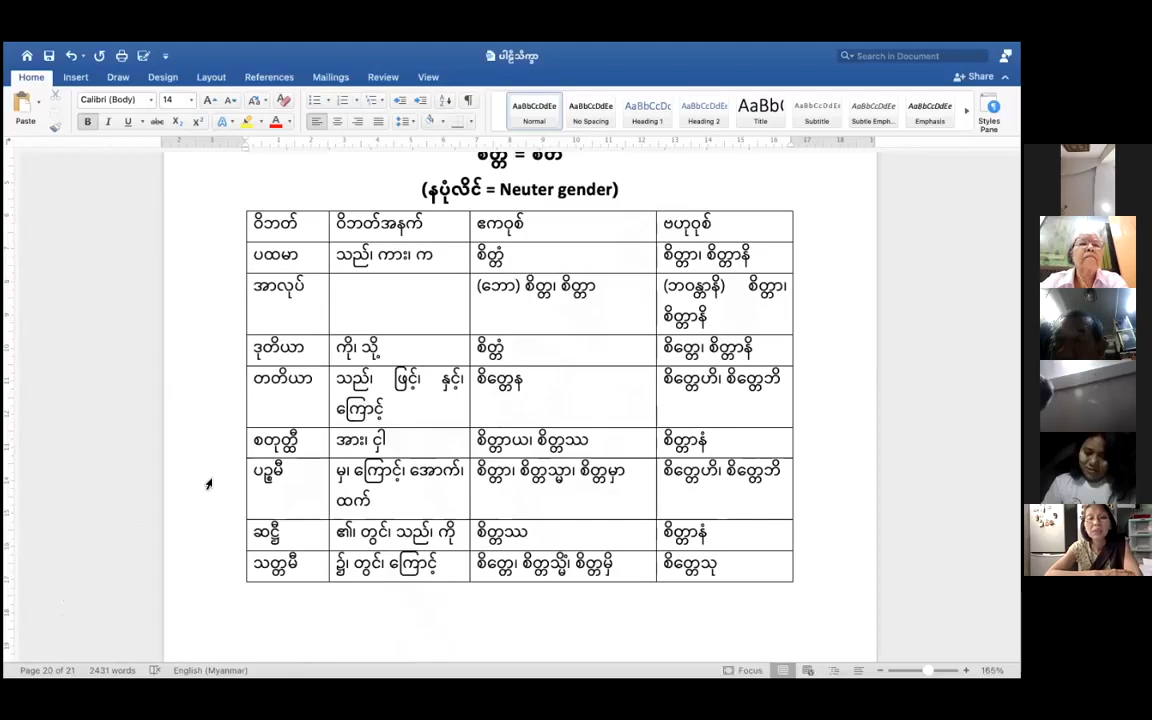 ပါဠိသိက္ခာ
Search in Document
Home Insert Draw Design Layout References Mailings Review View
Share
Paste
Calibri (Body) 14
AaBbCcDdEe AaBbCcDdEe AaBbCcDc AaBbCcDdEe AaBb( AaBbCcDdEe AaBbCcDdEe AaBbCcDdEe
Normal No Spacing Heading 1 Heading 2 Title Subtitle Subtle Emph... Emphasis
Styles
Pane
(နပုံလိင် = Neuter gender)
ဝိဘတ် ဝိဘတ်အနက် ဧကဝုစ် ဗဟုဝုစ်
ပထမာ သည်၊ ကား၊ က စိတ္တံ စိတ္တာ၊ စိတ္တာနိ
အာလုပ် (ဘော) စိတ္တ၊ စိတ္တာ (ဘဝန္တာနိ) စိတ္တာ၊
စိတ္တာနိ
ဒုတိယာ ကို၊ သို့ စိတ္တံ စိတ္တေ၊ စိတ္တာနိ
တတိယာ သည်၊ ဖြင့်၊ နှင့်၊ စိတ္တေန စိတ္တေဟိ၊ စိတ္တေဘိ
ကြောင့်
စတုတ္ထီ အား၊ ငှါ စိတ္တာယ၊ စိတ္တဿ စိတ္တာနံ
ပဉ္စမီ မှ၊ ကြောင့်၊ အောက်၊ စိတ္တာ၊ စိတ္တသ္မာ၊ စိတ္တမှာ စိတ္တေဟိ၊ စိတ္တေဘိ
ထက်
ဆဋ္ဌီ ၏၊ တွင်၊ သည်၊ ကို စိတ္တဿ စိတ္တာနံ
သတ္တမီ ၌၊ တွင်၊ ကြောင့် စိတ္တေ၊ စိတ္တသ္မိံ၊ စိတ္တမှိ စိတ္တေသု
Page 20 of 21 2431 words English (Myanmar) Focus 165%